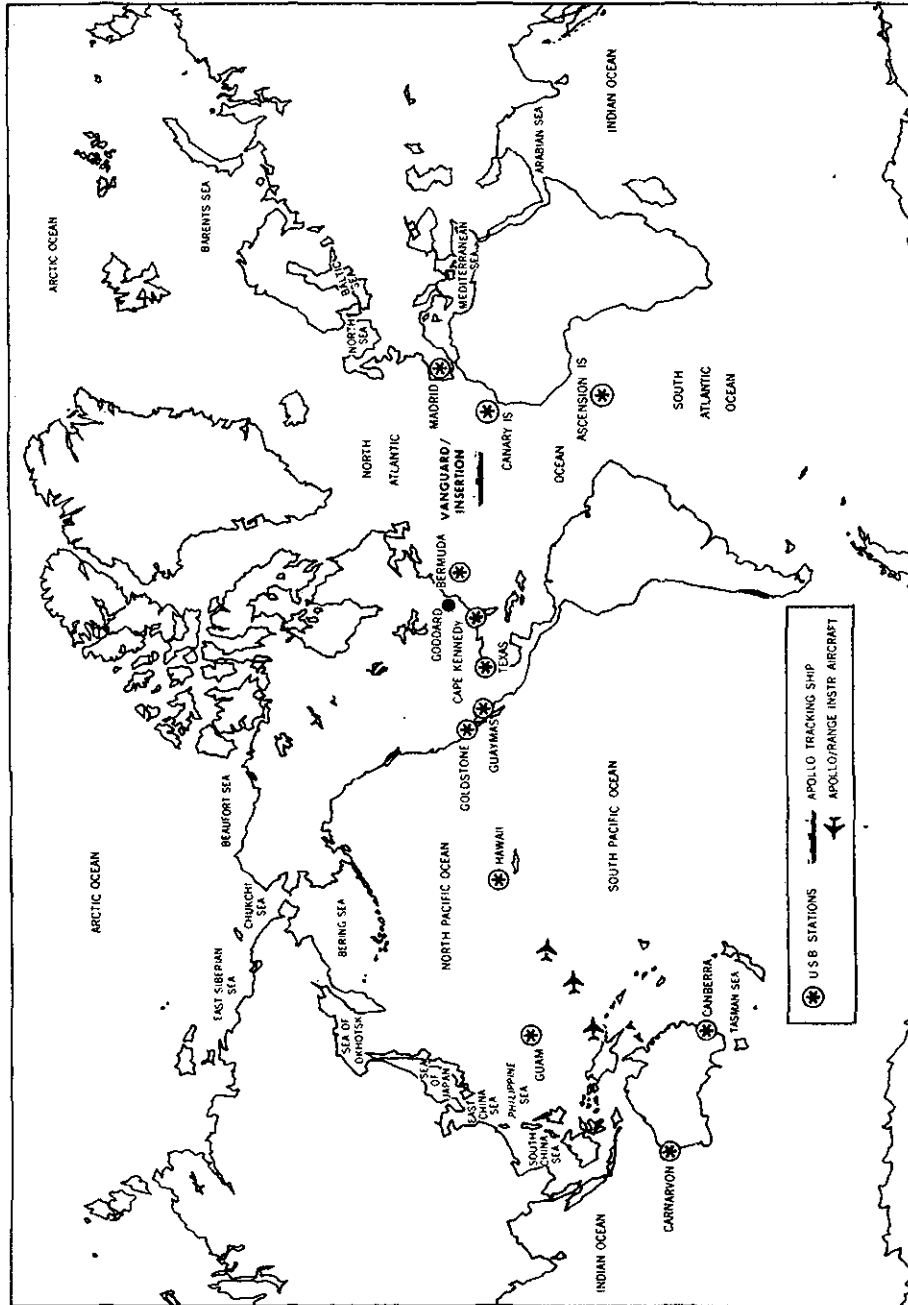 ARCTIC OCEAN
ARCTIC OCEAN
EAST SIBERIAN
SEA
CHUKCHI
SEA
BEAUFORT SEA
BARENTS SEA
SEA OF
OKHOTSK
BERING SEA
BALTIC
SEA
NORTH
SEA
SEA
OF
JAPAN
EAST
CHINA
SEA
PHILIPPINE
SEA
SOUTH
CHINA
SEA
NORTH PACIFIC OCEAN
NORTH
ATLANTIC
MEDITERRANEAN
SEA
GOLDSTONE
GUAYMAS
CAPE KENNEDY
TEXAS
GODDARD
BERMUDA
VANGUARD/
INSERTION
MADRID
CANARY IS
HAWAII
GUAM
ARABIAN SEA
OCEAN
ASCENSION IS
INDIAN OCEAN
SOUTH PACIFIC OCEAN
INDIAN OCEAN
CARNARVON
CANBERRA
TASMAN SEA
SOUTH
ATLANTIC
OCEAN
USB STATIONS
APOLLO TRACKING SHIP
APOLLO/RANGE INSTR AIRCRAFT